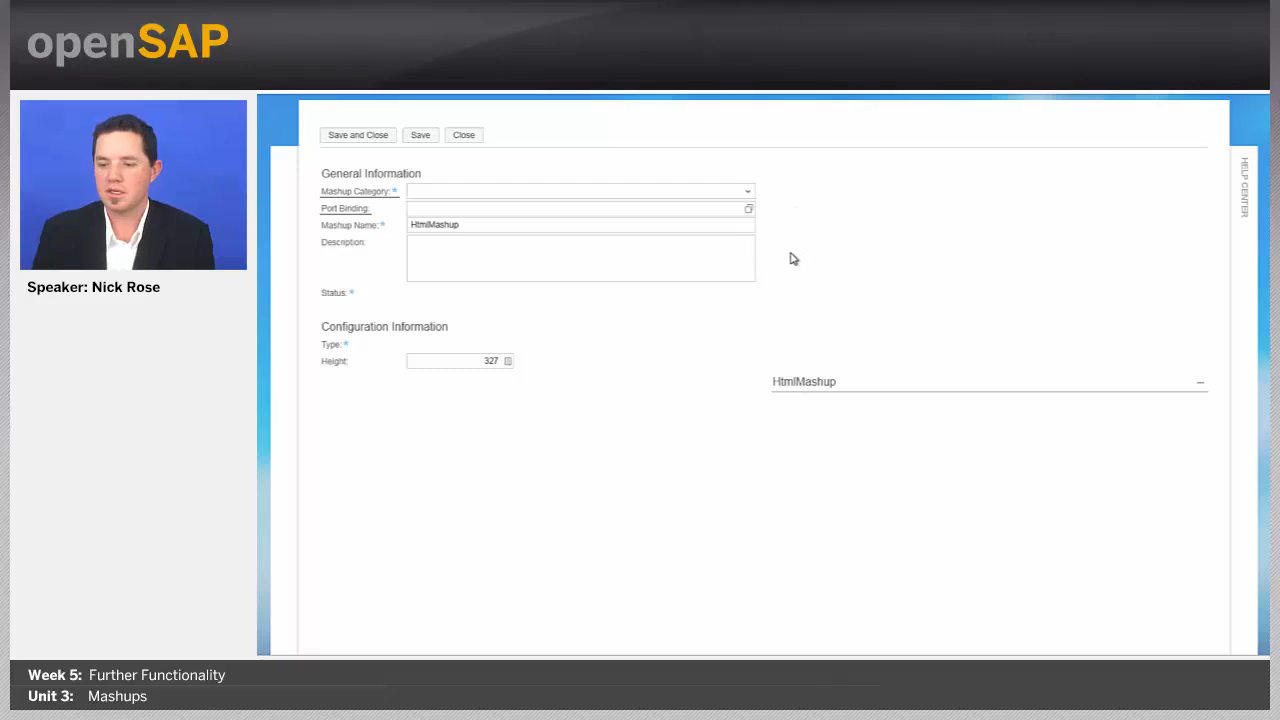 openSAP
Speaker: Nick Rose
Save and Close Save Close
General Information
Mashup Category:*
Port Binding:
Mashup Name:* HtmlMashup
Description:
Status:*
Configuration Information
Type:*
Height: 327
HtmlMashup
HELP CENTER
Week 5: Further Functionality
Unit 3: Mashups